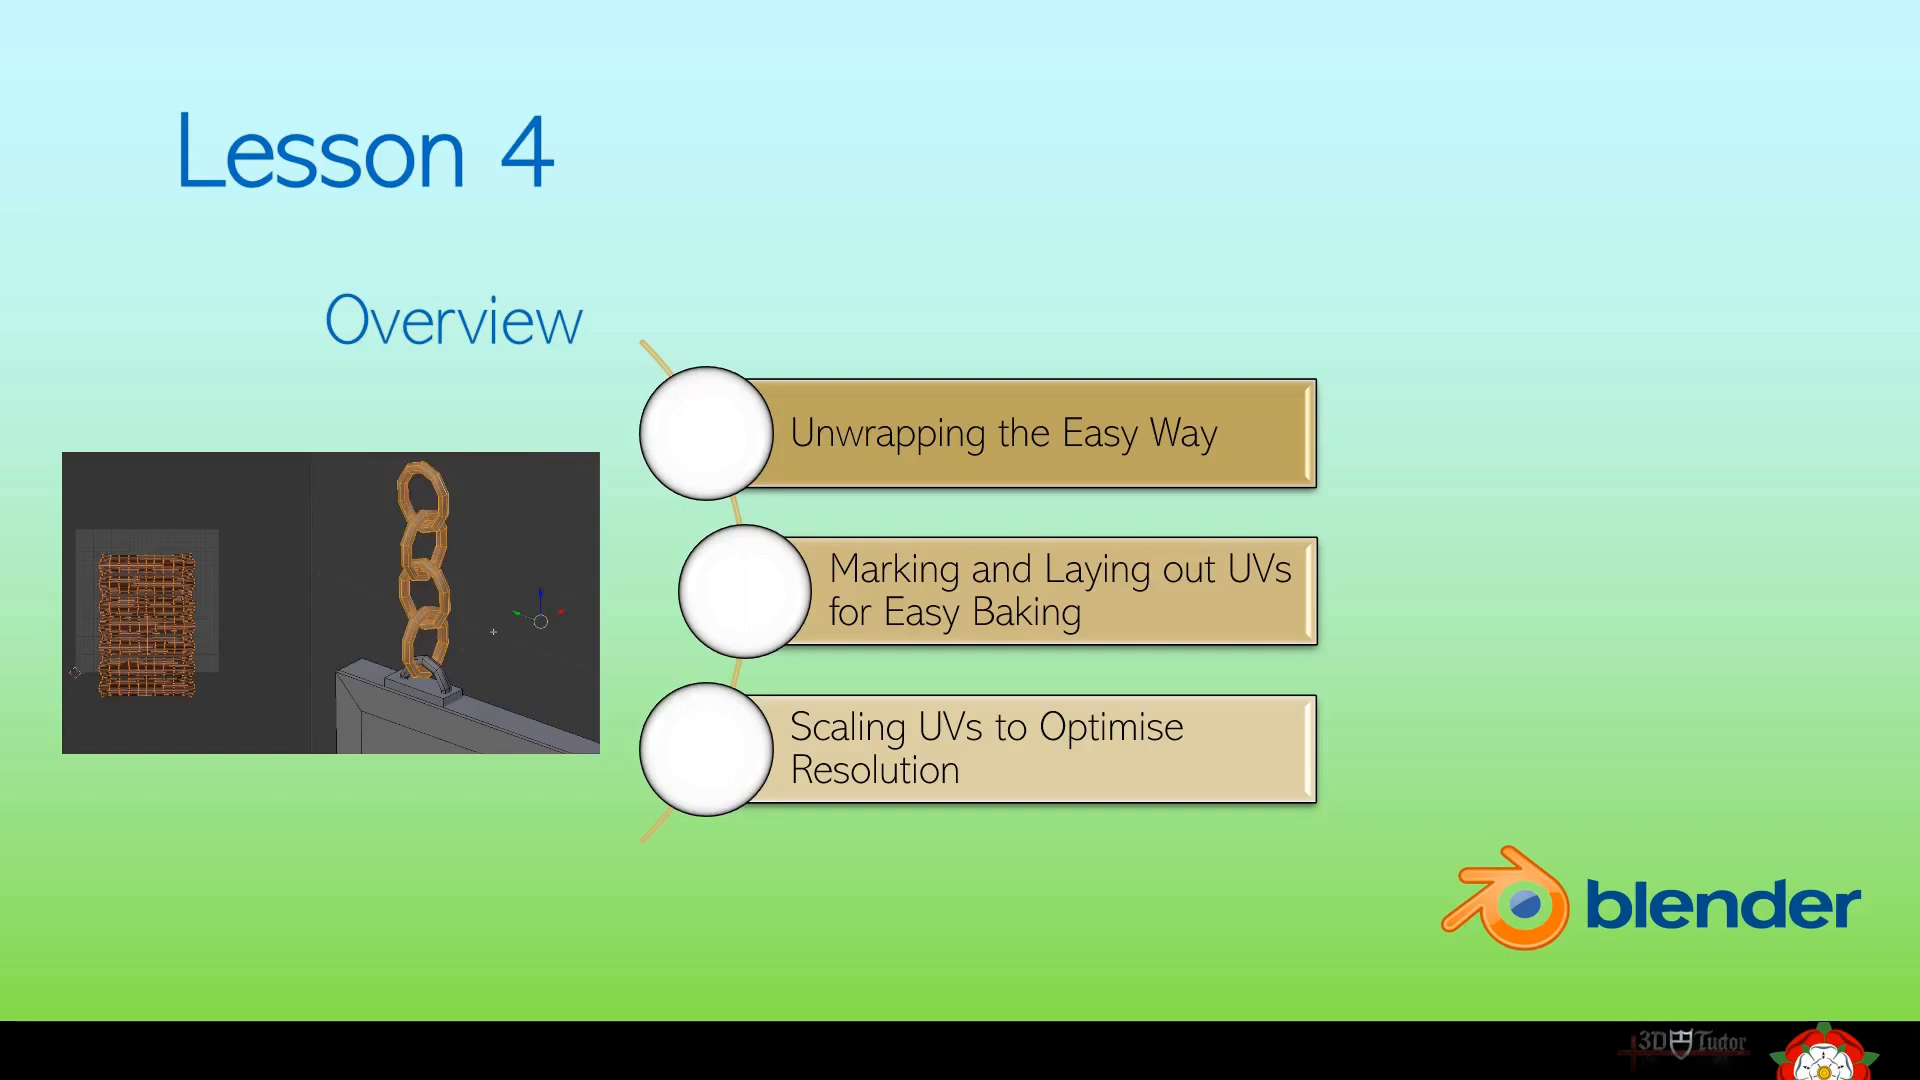 Lesson 4
Overview
Unwrapping the Easy Way
Marking and Laying out UVs
for Easy Baking
Scaling UVs to Optimise
Resolution
blender
3D Tudor